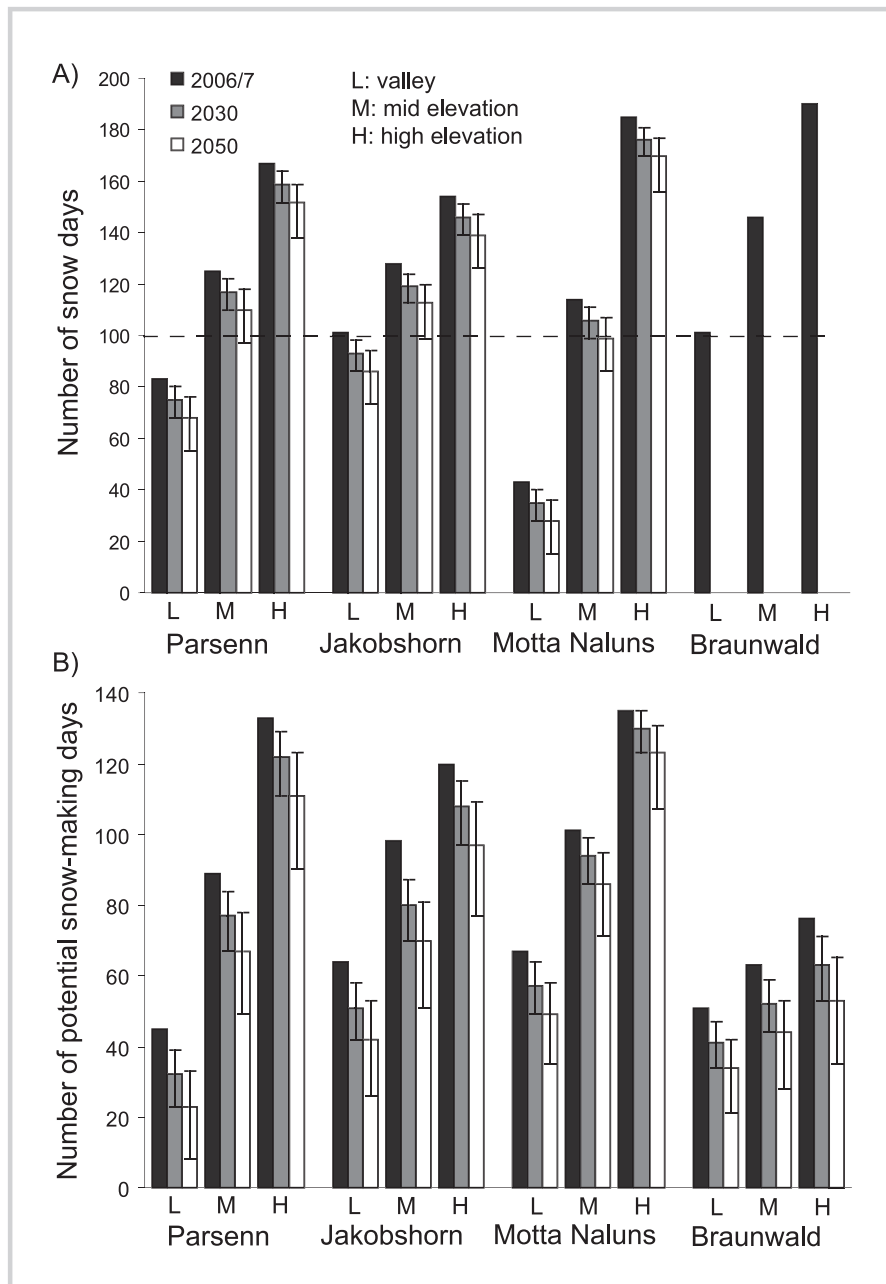 A)
Number of snow days
200
180
160
140
120
100
80
60
40
20
0
2006/7
2030
2050
L: valley
M: mid elevation
H: high elevation
L M H L M H L M H L M H
Parsenn Jakobshorn Motta Naluns Braunwald
B)
Number of potential snow-making days
140
120
100
80
60
40
20
0
L M H L M H L M H L M H
Parsenn Jakobshorn Motta Naluns Braunwald